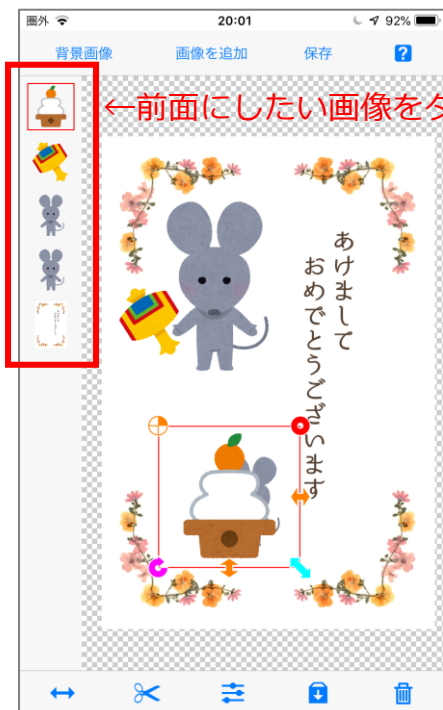 圏外 20:01 92%
背景画像 画像を追加 保存 ?
←前面にしたい画像を
あけまして
おめでとうございます